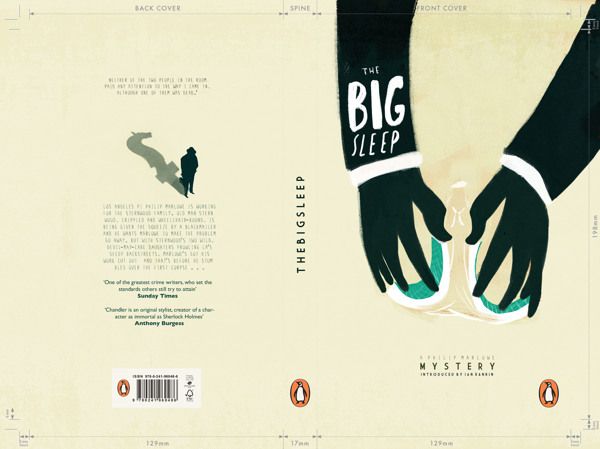 BACK COVER
SPINE
FRONT COVER
NEITHER OF THE TWO PEOPLE IN THE ROOM
PAID ANY ATTENTION TO THE WAY I CAME IN,
ALTHOUGH ONE OF THEM WAS DEAD.'
LOS ANGELES PI PHILIP MARLOWE IS WORKING
FOR THE STERNWOOD FAMILY. OLD MAN STERN
WOOD, CRIPPLED AND WHEELCHAIR-BOUND, IS
BEING GIVEN THE SQUEEZE BY A BLACKMAILER
AND HE WANTS MARLOWE TO MAKE THE PROBLEM
GO AWAY. BUT WITH STERNWOOD'S TWO WILD,
DEVIL-MAY-CARE DAUGHTERS PROWLING LA'S
SEEDY BACKSTREETS, MARLOWE'S GOT HIS
WORK CUT OUT AND THAT'S BEFORE HE STUM
BLES OVER THE FIRST CORPSE ...
'One of the greatest crime writers, who set the
standards others still try to attain'
Sunday Times
'Chandler is an original stylist, creator of a char-
acter as immortal as Sherlock Holmes'
Anthony Burgess
THEBIGSLEEP
THE
BIG
SLEEP
A PHILIP MARLOWE
MYSTERY
INTRODUCED BY IAN RANKIN
198mm
129mm
17mm
129mm